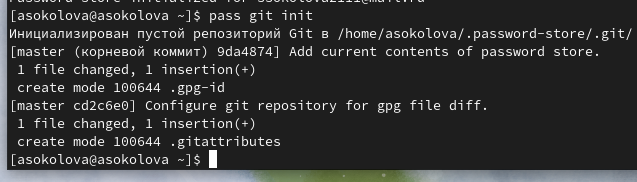 [asokolova@asokolova ~]$ pass git init
Инициализирован пустой репозиторий Git в /home/asokolova/.password-store/.git/
[master (корневой коммит) 9da4874] Add current contents of password store.
1 file changed, 1 insertion(+)
create mode 100644 .gpg-id
[master cd2c6e0] Configure git repository for gpg file diff.
1 file changed, 1 insertion(+)
create mode 100644 .gitattributes
[asokolova@asokolova ~]$